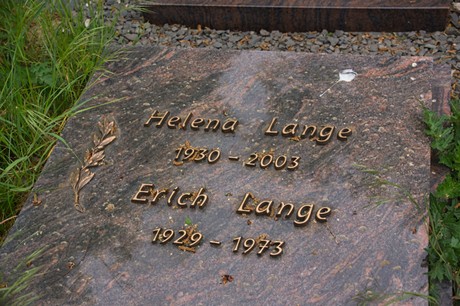 Helena Lange
1930 - 2003
Erich Lange
1929 - 1973